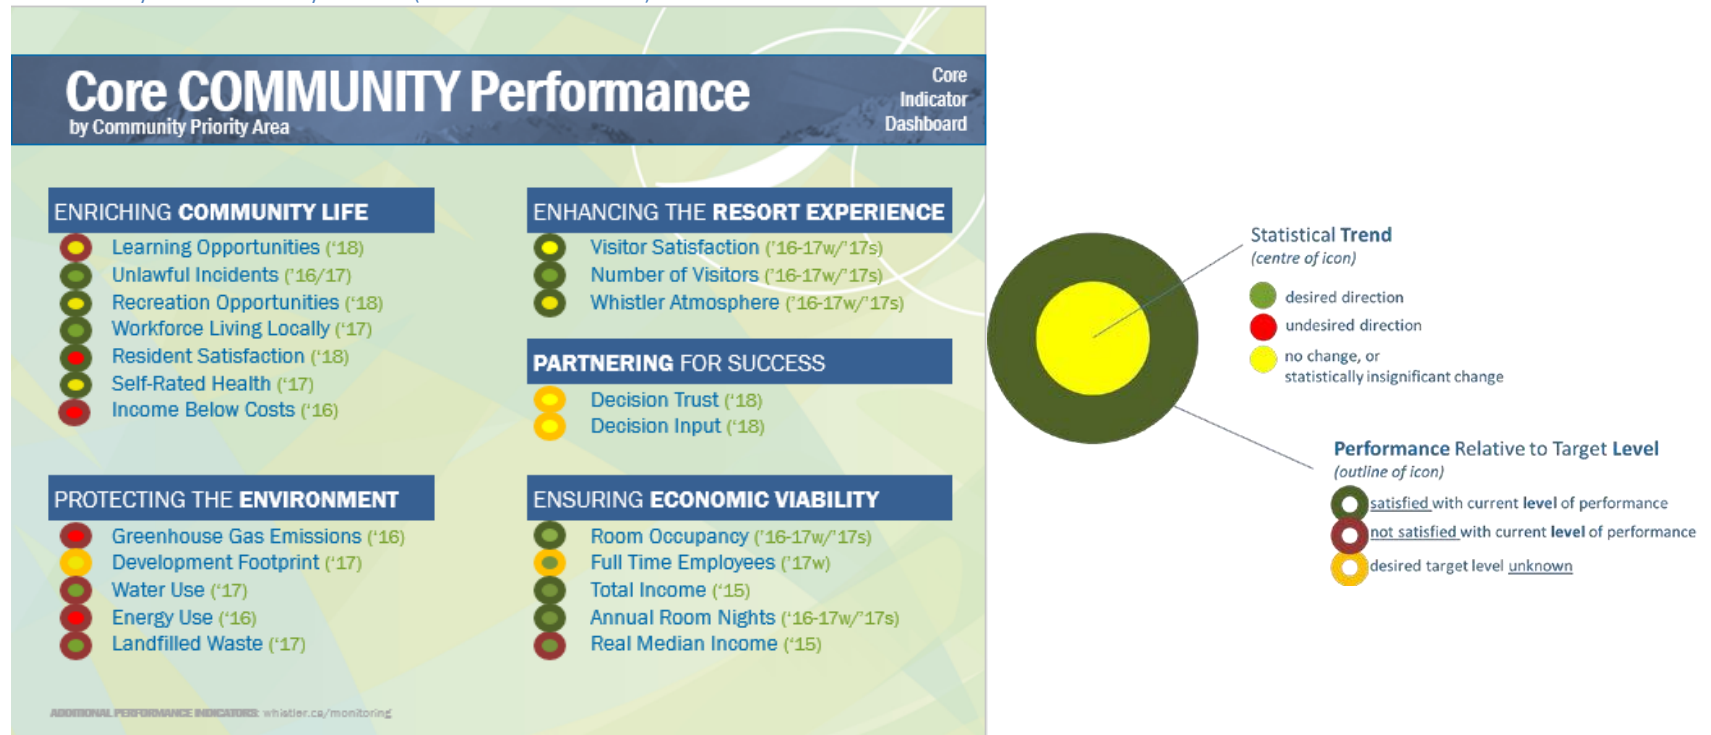 Core COMMUNITY Performance
by Community Priority Area
Core
Indicator
Dashboard
ENRICHING COMMUNITY LIFE
Learning Opportunities (‘18)
Unlawful Incidents (‘16/17)
Recreation Opportunities (‘18)
Workforce Living Locally (‘17)
Resident Satisfaction (‘18)
Self-Rated Health (‘17)
Income Below Costs (‘16)
PROTECTING THE ENVIRONMENT
Greenhouse Gas Emissions (‘16)
Development Footprint (‘17)
Water Use (‘17)
Energy Use (‘16)
Landfilled Waste (‘17)
ADDITIONAL PERFORMANCE INDICATORS: whistler.ca/monitoring
ENHANCING THE RESORT EXPERIENCE
Visitor Satisfaction (’16-17w/’17s)
Number of Visitors (’16-17w/’17s)
Whistler Atmosphere (’16-17w/’17s)
PARTNERING FOR SUCCESS
Decision Trust (‘18)
Decision Input (‘18)
ENSURING ECONOMIC VIABILITY
Room Occupancy (’16-17w/’17s)
Full Time Employees (’17w)
Total Income (‘15)
Annual Room Nights (‘16-17w/’17s)
Real Median Income (‘15)
Statistical Trend
(centre of icon)
desired direction
undesired direction
no change, or
statistically insignificant change
Performance Relative to Target Level
(outline of icon)
satisfied with current level of performance
not satisfied with current level of performance
desired target level unknown